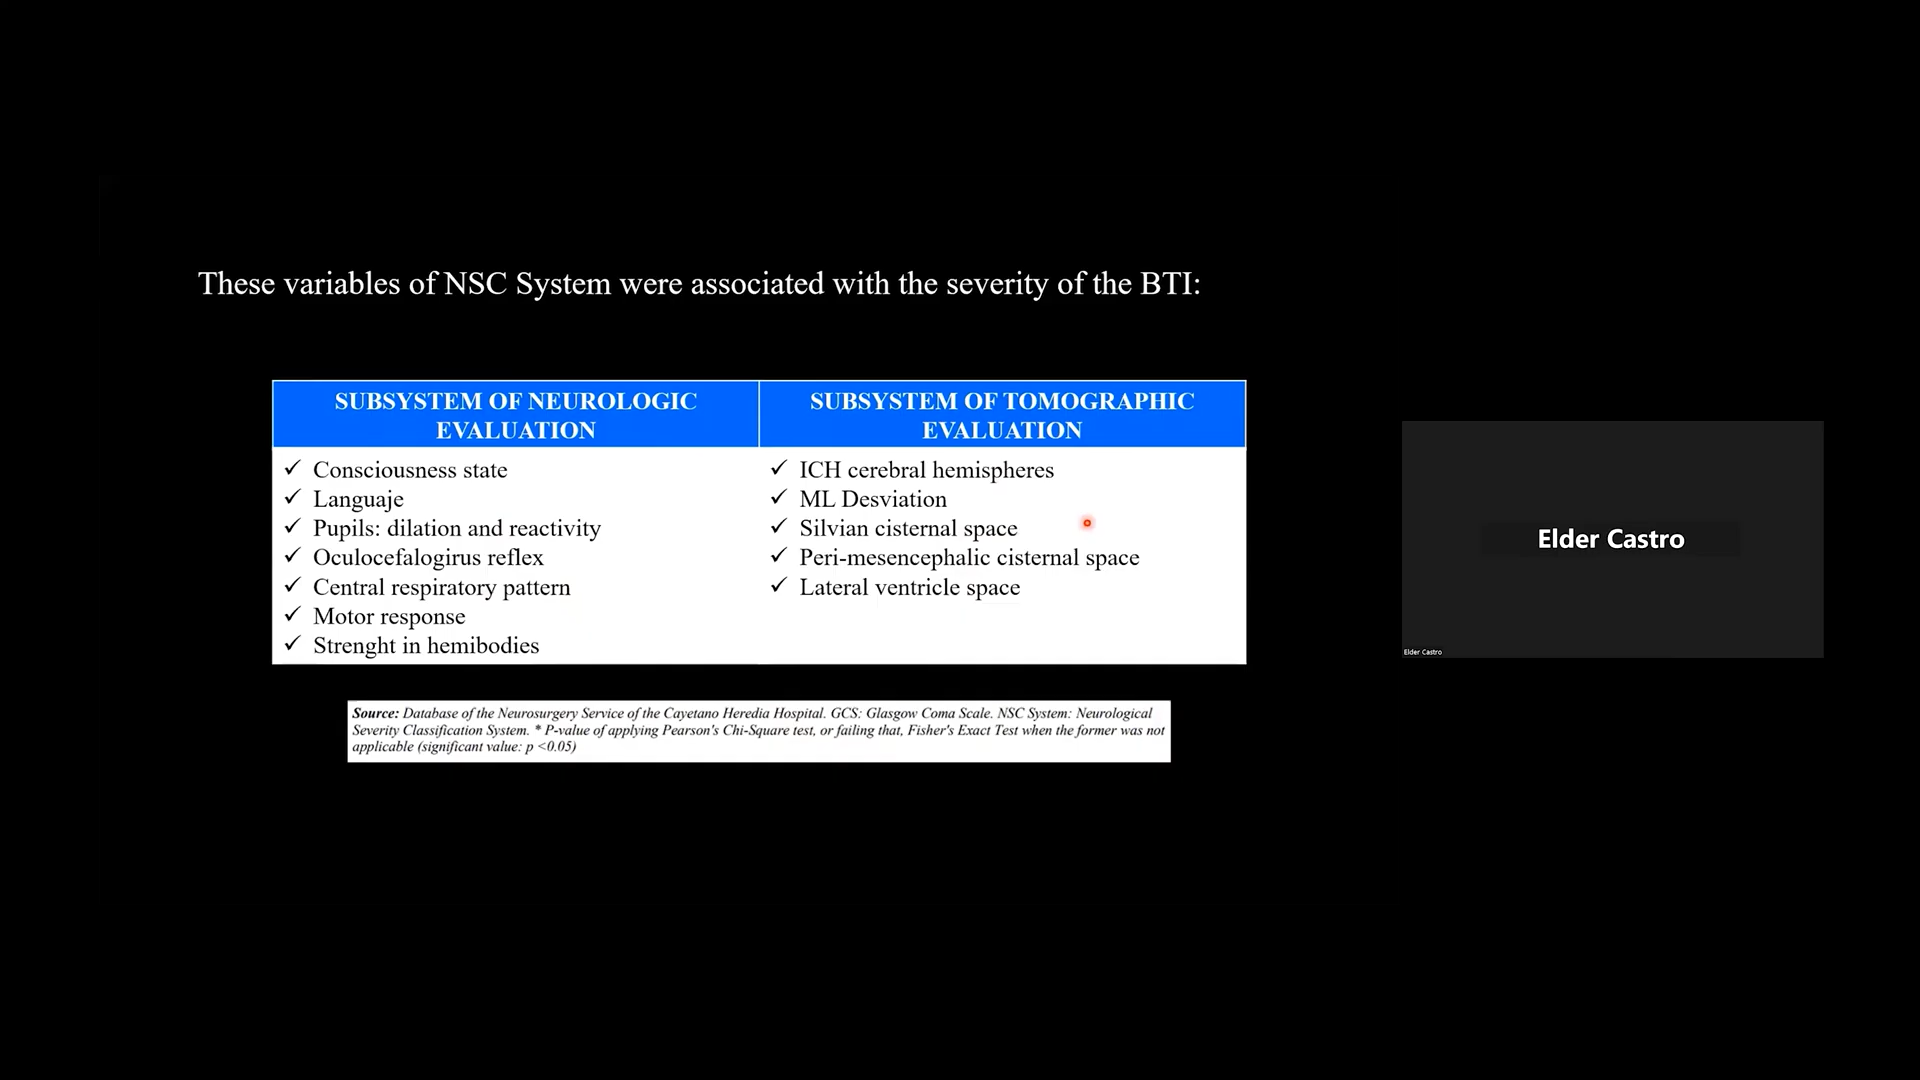 These variables of NSC System were associated with the severity of the BTI:
SUBSYSTEM OF NEUROLOGIC
EVALUATION
✓ Consciousness state
✓ Languaje
✓ Pupils: dilation and reactivity
✓ Oculocefalogirus reflex
✓ Central respiratory pattern
✓ Motor response
✓ Strenght in hemibodies
SUBSYSTEM OF TOMOGRAPHIC
EVALUATION
✓ ICH cerebral hemispheres
✓ ML Desviation
✓ Silvian cisternal space
✓ Peri-mesencephalic cisternal space
✓ Lateral ventricle space
Source: Database of the Neurosurgery Service of the Cayetano Heredia Hospital. GCS: Glasgow Coma Scale. NSC System: Neurological
Severity Classification System. * P-value of applying Pearson's Chi-Square test, or failing that, Fisher's Exact Test when the former was not
applicable (significant value: p <0.05)
Elder Castro
Elder Castro